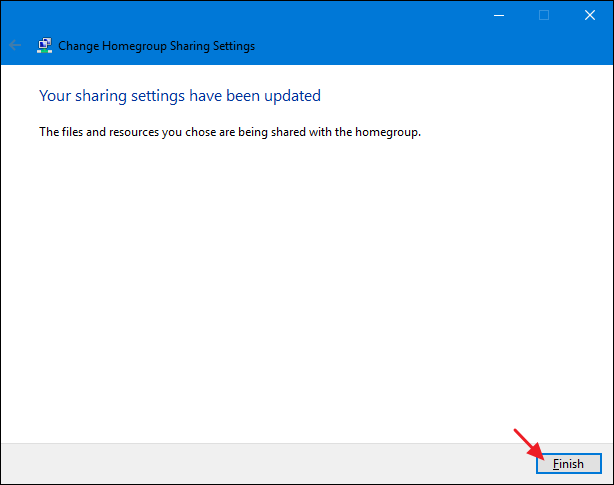 Change Homegroup Sharing Settings
Your sharing settings have been updated
The files and resources you chose are being shared with the homegroup.
Finish